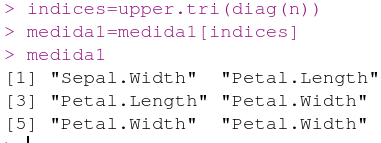 > indices=upper.tri(diag(n))
> medida1=medida1[indices]
> medida1
[1] "Sepal.Width"  "Petal.Length"
[3] "Petal.Length" "Petal.Width"
[5] "Petal.Width"  "Petal.Width"
>